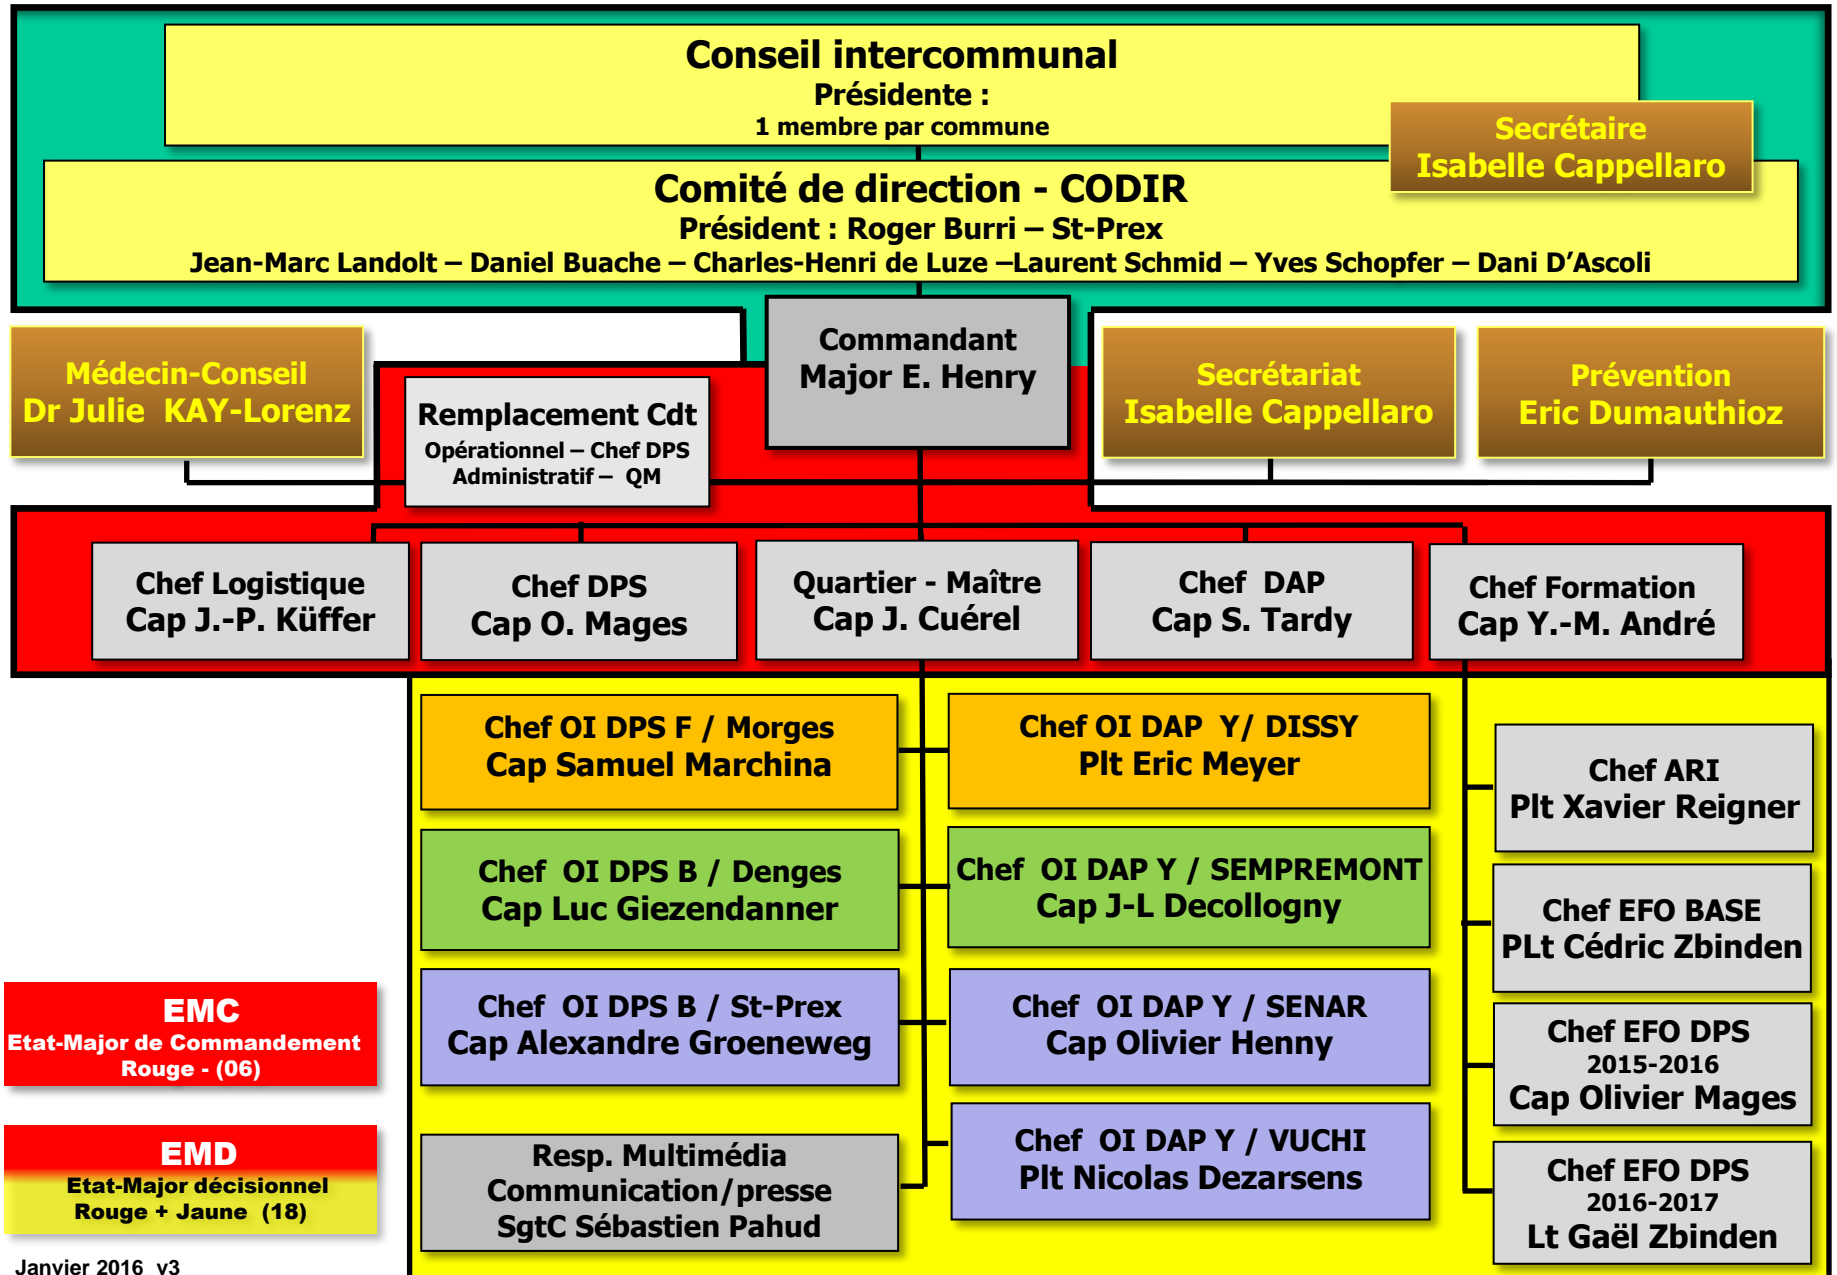 Conseil intercommunal
Présidente :
1 membre par commune
Secrétaire
Isabelle Cappellaro
Comité de direction - CODIR
Président : Roger Burri – St-Prex
Jean-Marc Landolt – Daniel Buache – Charles-Henri de Luze –Laurent Schmid – Yves Schopfer – Dani D'Ascoli
Commandant
Major E. Henry
Médecin-Conseil
Dr Julie KAY-Lorenz
Remplacement Cdt
Opérationnel – Chef DPS
Administratif – QM
Secrétariat
Isabelle Cappellaro
Prévention
Eric Dumauthioz
Chef Logistique
Cap J.-P. Küffer
Chef DPS
Cap O. Mages
Quartier - Maître
Cap J. Cuérel
Chef DAP
Cap S. Tardy
Chef Formation
Cap Y.-M. André
Chef OI DPS F / Morges
Cap Samuel Marchina
Chef OI DAP Y/ DISSY
Plt Eric Meyer
Chef ARI
Plt Xavier Reigner
Chef OI DPS B / Denges
Cap Luc Giezendanner
Chef OI DAP Y / SEMPREMONT
Cap J-L Decollogny
Chef EFO BASE
PLt Cédric Zbinden
Chef OI DPS B / St-Prex
Cap Alexandre Groeneweg
Chef OI DAP Y / SENAR
Cap Olivier Henny
Chef EFO DPS
2015-2016
Cap Olivier Mages
Resp. Multimédia
Communication/presse
SgtC Sébastien Pahud
Chef OI DAP Y / VUCHI
Plt Nicolas Dezarsens
Chef EFO DPS
2016-2017
Lt Gaël Zbinden
EMC
Etat-Major de Commandement
Rouge - (06)
EMD
Etat-Major décisionnel
Rouge + Jaune (18)
Janvier 2016 v3